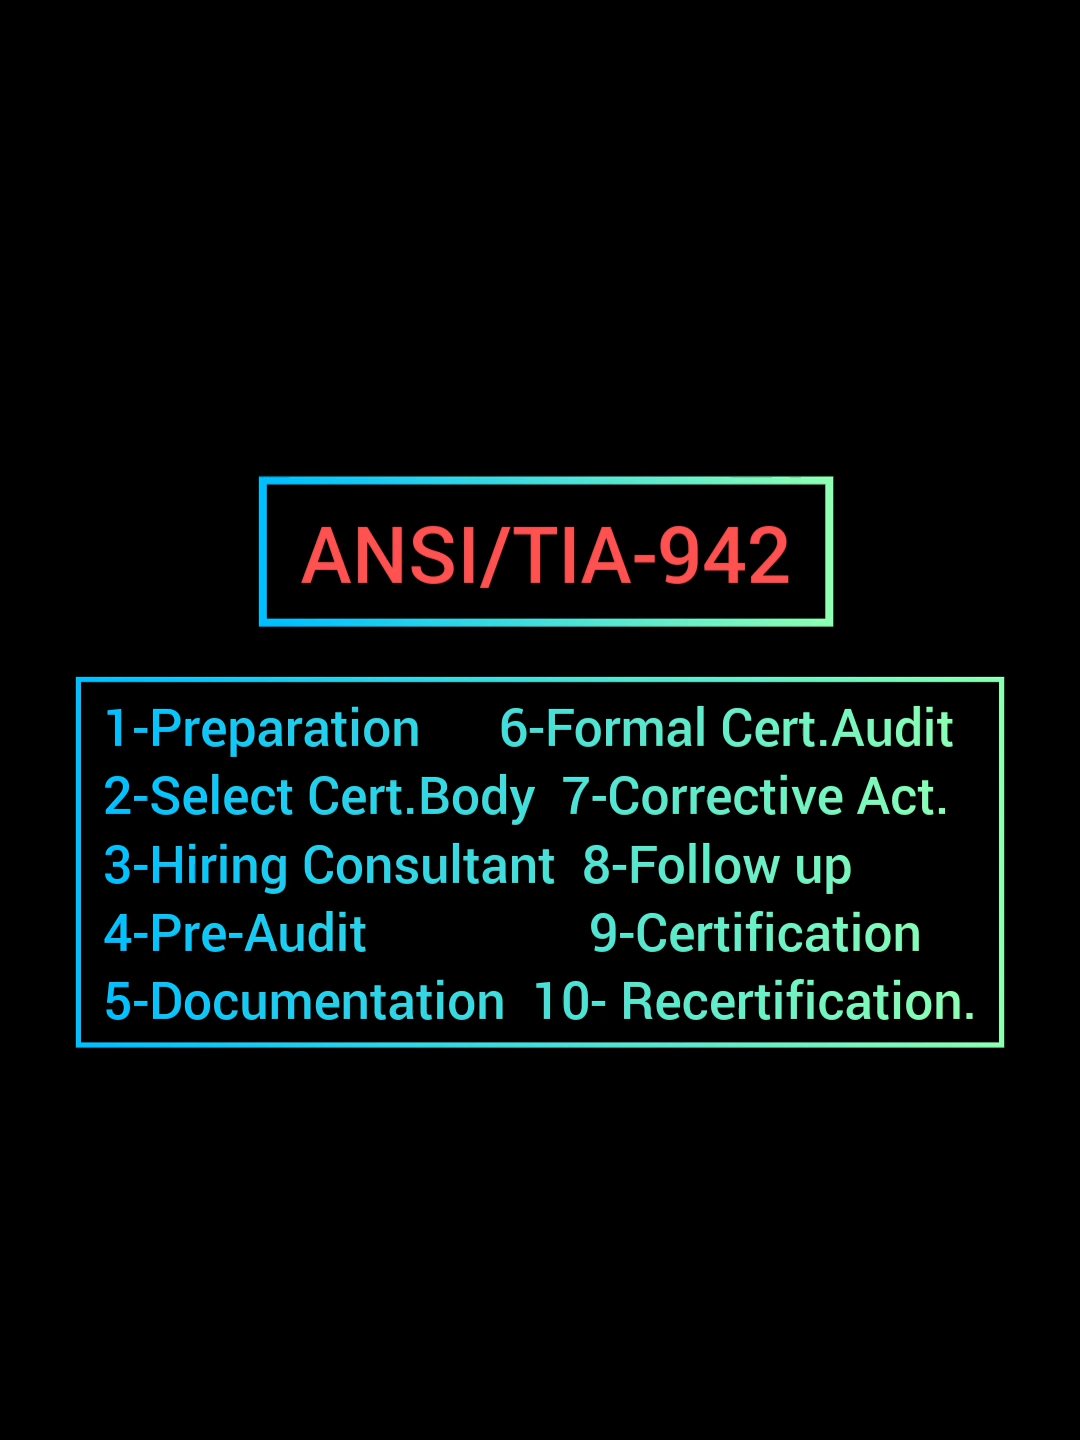 ANSI/TIA-942
1-Preparation 6-Formal Cert.Audit
2-Select Cert.Body 7-Corrective Act.
3-Hiring Consultant 8-Follow up
4-Pre-Audit 9-Certification
5-Documentation 10- Recertification.